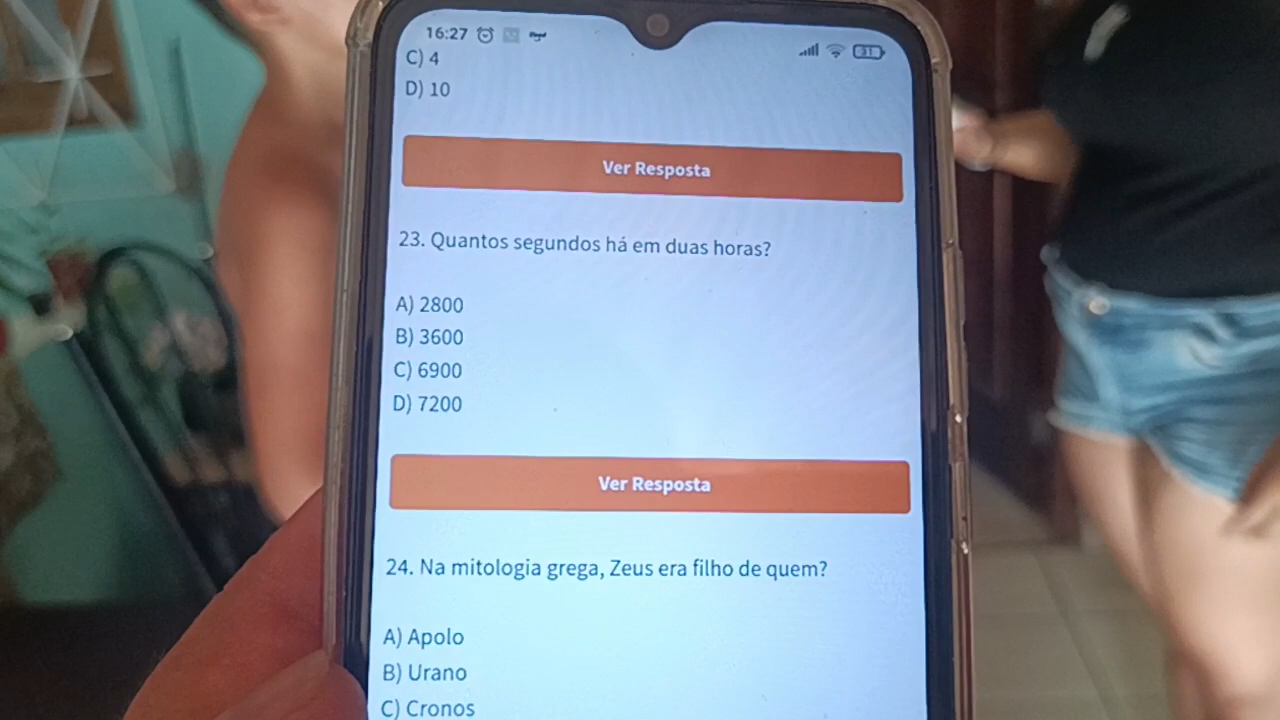 16:27
31
C) 4
D) 10
Ver Resposta
23. Quantos segundos há em duas horas?
A) 2800
B) 3600
C) 6900
D) 7200
Ver Resposta
24. Na mitologia grega, Zeus era filho de quem?
A) Apolo
B) Urano
C) Cronos